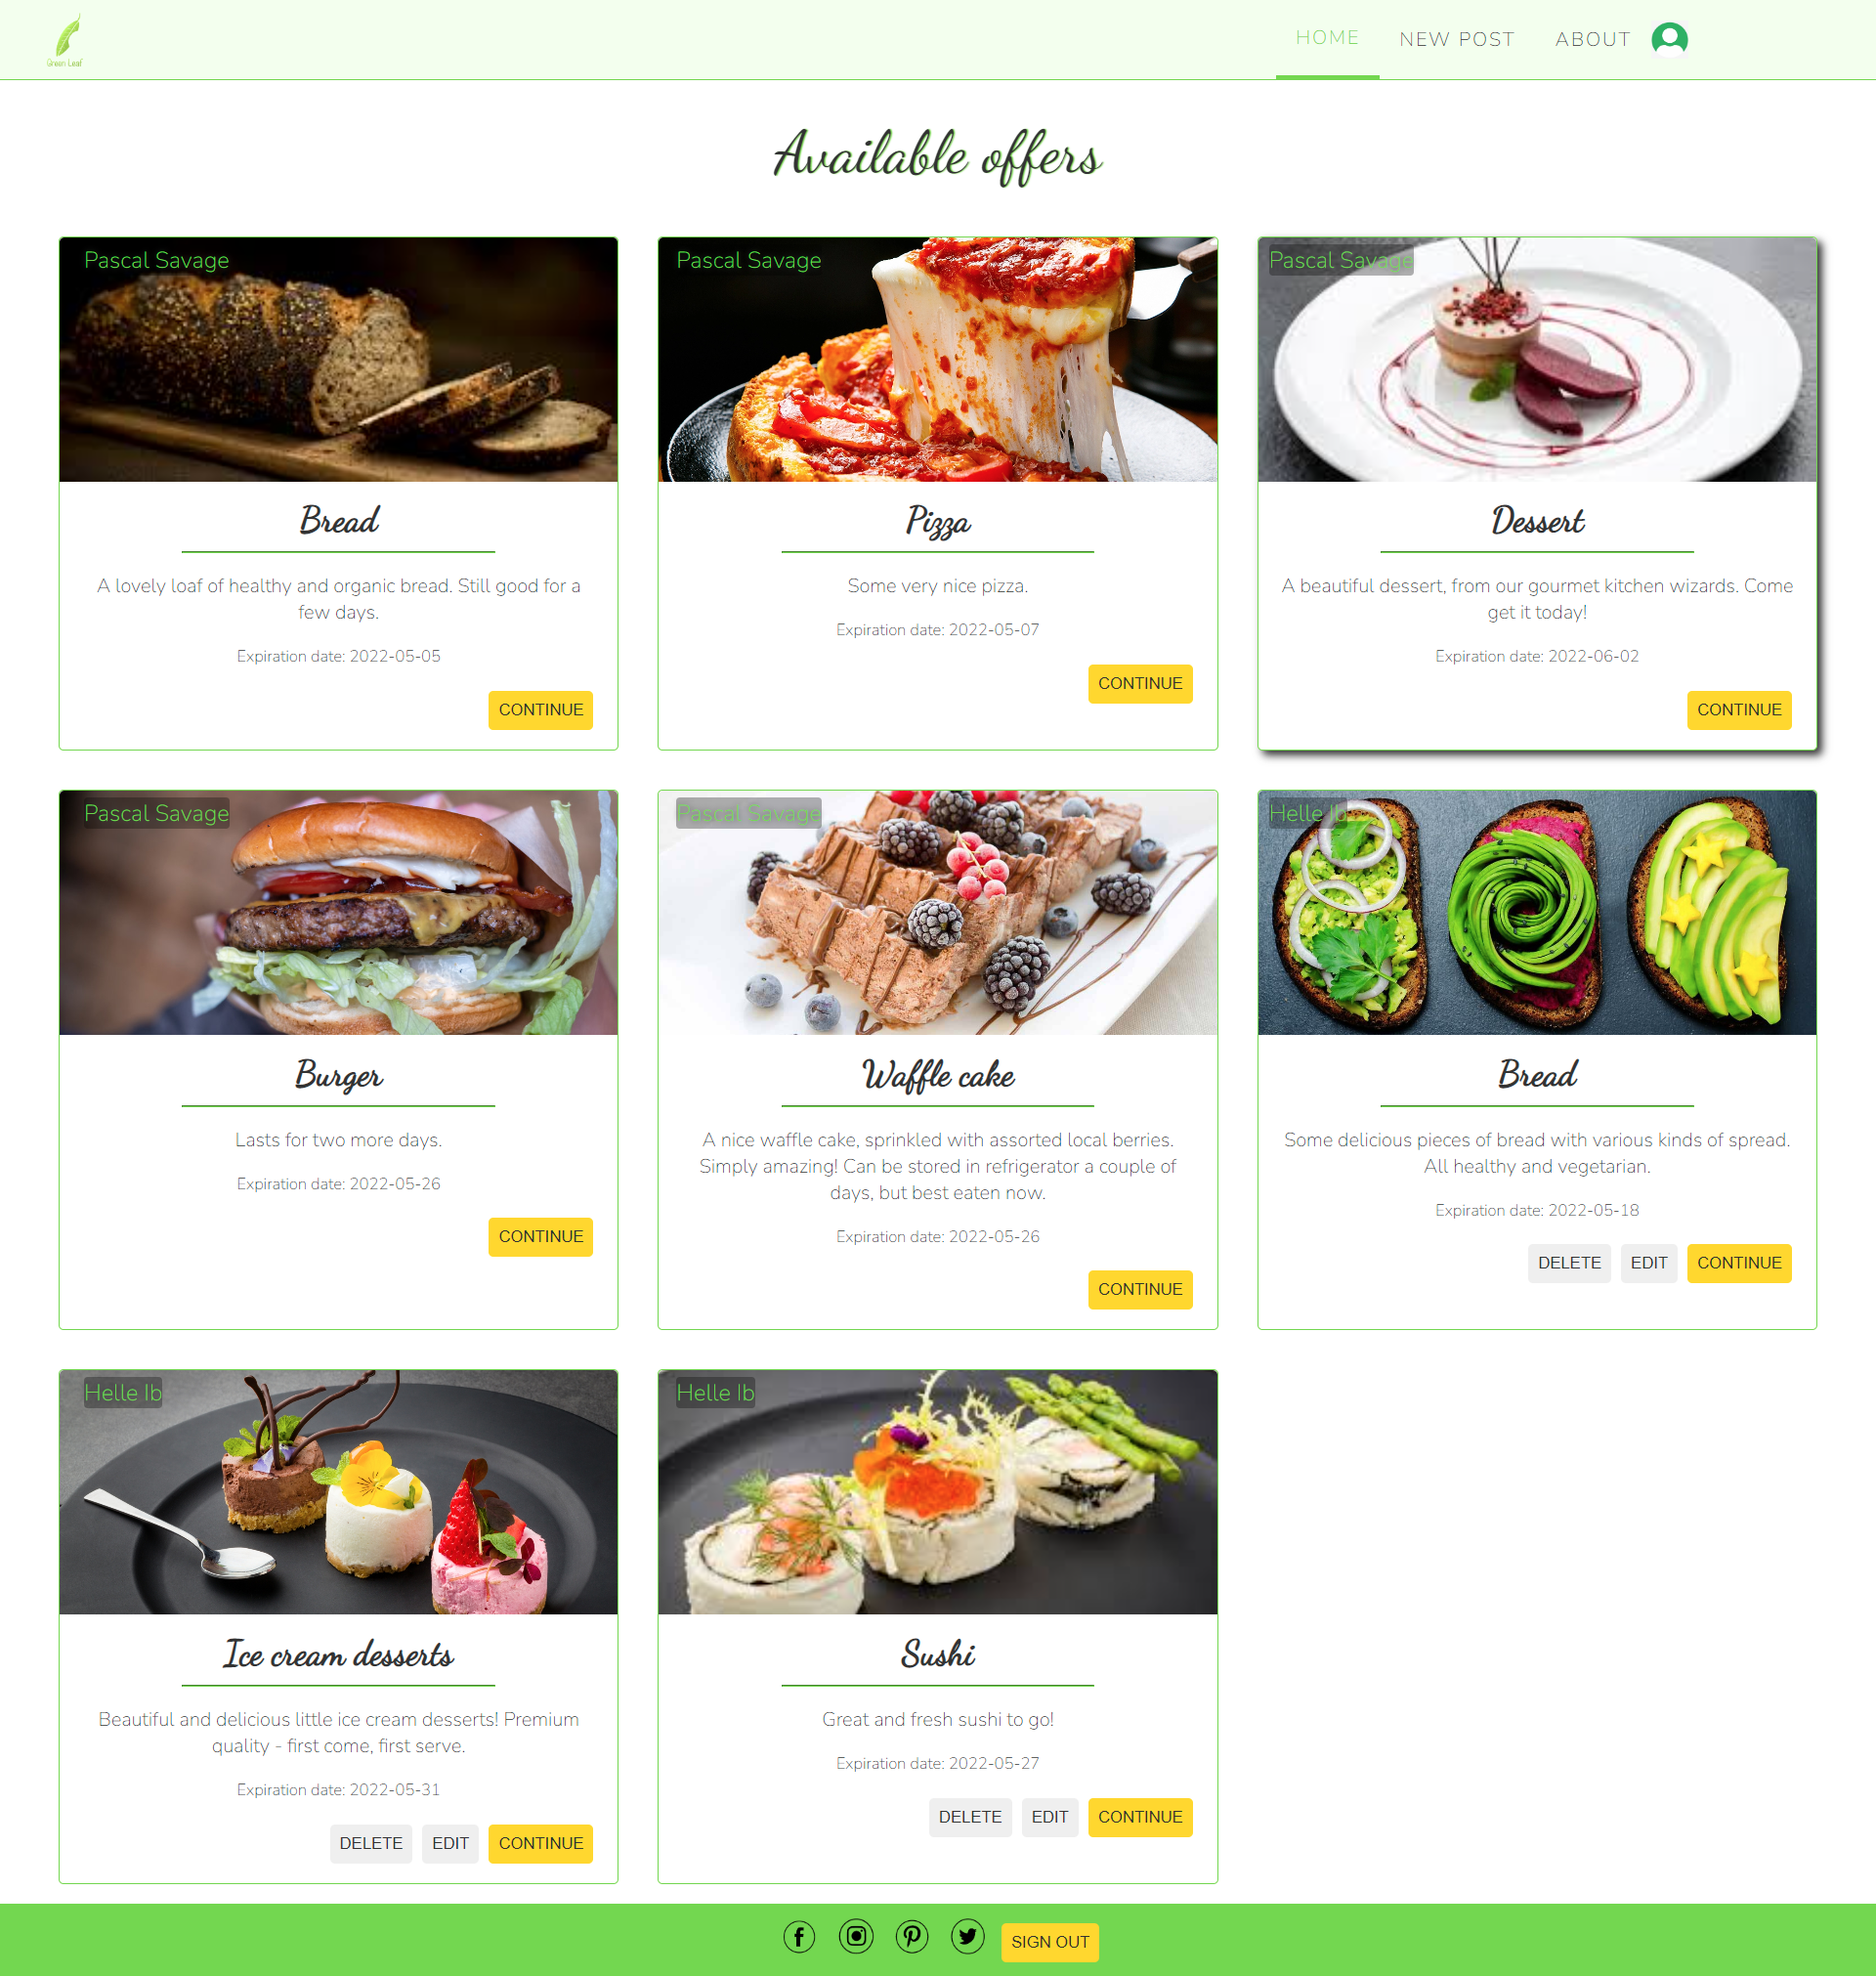 Green Leaf
HOME
NEW POST
ABOUT
Available offers
Pascal Savage
Bread
A lovely loaf of healthy and organic bread. Still good for a
few days.
Expiration date: 2022-05-05
CONTINUE
Pascal Savage
Pizza
Some very nice pizza.
Expiration date: 2022-05-07
CONTINUE
Pascal Savage
Dessert
A beautiful dessert, from our gourmet kitchen wizards. Come
get it today!
Expiration date: 2022-06-02
CONTINUE
Pascal Savage
Burger
Lasts for two more days.
Expiration date: 2022-05-26
CONTINUE
Pascal Savage
Waffle cake
A nice waffle cake, sprinkled with assorted local berries.
Simply amazing! Can be stored in refrigerator a couple of
days, but best eaten now.
Expiration date: 2022-05-26
CONTINUE
Helle Ib
Bread
Some delicious pieces of bread with various kinds of spread.
All healthy and vegetarian.
Expiration date: 2022-05-18
DELETE EDIT CONTINUE
Helle Ib
Ice cream desserts
Beautiful and delicious little ice cream desserts! Premium
quality - first come, first serve.
Expiration date: 2022-05-31
DELETE EDIT CONTINUE
Helle Ib
Sushi
Great and fresh sushi to go!
Expiration date: 2022-05-27
DELETE EDIT CONTINUE
SIGN OUT